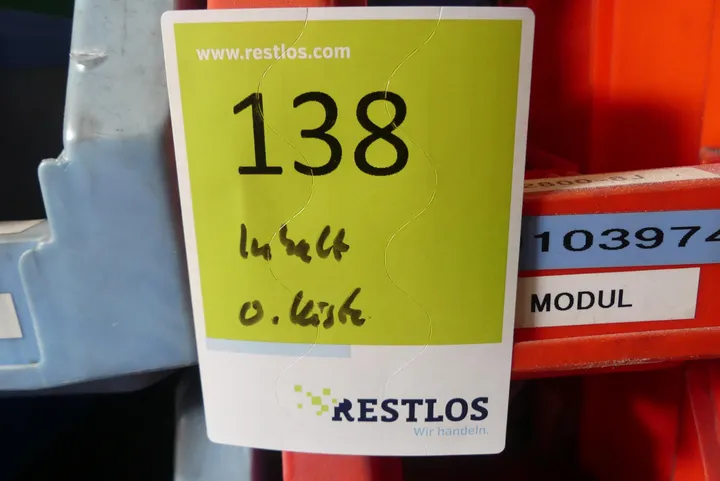 www.restlos.com
138
Inhalt
o. Kiste
RESTLOS
Wir handeln.
103974
MODUL